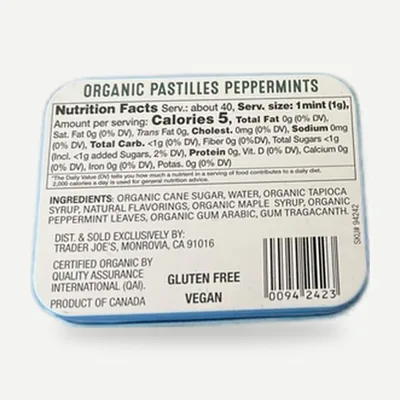 ORGANIC PASTILLES PEPPERMINTS
Nutrition Facts Serv.: about 40, Serv. size: 1 mint (1g),
Amount per serving: Calories 5, Total Fat 0g (0% DV),
Sat. Fat 0g (0% DV), Trans Fat 0g, Cholest. 0mg (0% DV), Sodium 0mg
(0% DV), Total Carb. <1g (0% DV), Fiber 0g (0% DV), Total Sugars <1g
(Incl. <1g added Sugars, 2% DV), Protein 0g, Vit. D (0% DV), Calcium 0g
(0% DV), Iron 0g (0% DV), Potas. 0g (0% DV)
*The Daily Value (DV) tells you how much a nutrient in a serving of food contributes to a daily diet.
2,000 calories a day is used for general nutrition advice.
INGREDIENTS: ORGANIC CANE SUGAR, WATER, ORGANIC TAPIOCA
SYRUP, NATURAL FLAVORINGS, ORGANIC MAPLE SYRUP, ORGANIC
PEPPERMINT LEAVES, ORGANIC GUM ARABIC, GUM TRAGACANTH.
DIST. & SOLD EXCLUSIVELY BY:
TRADER JOE'S, MONROVIA, CA 91016
CERTIFIED ORGANIC BY
QUALITY ASSURANCE
INTERNATIONAL (QAI).
PRODUCT OF CANADA
GLUTEN FREE
VEGAN
0094 2423
SKU# 94242